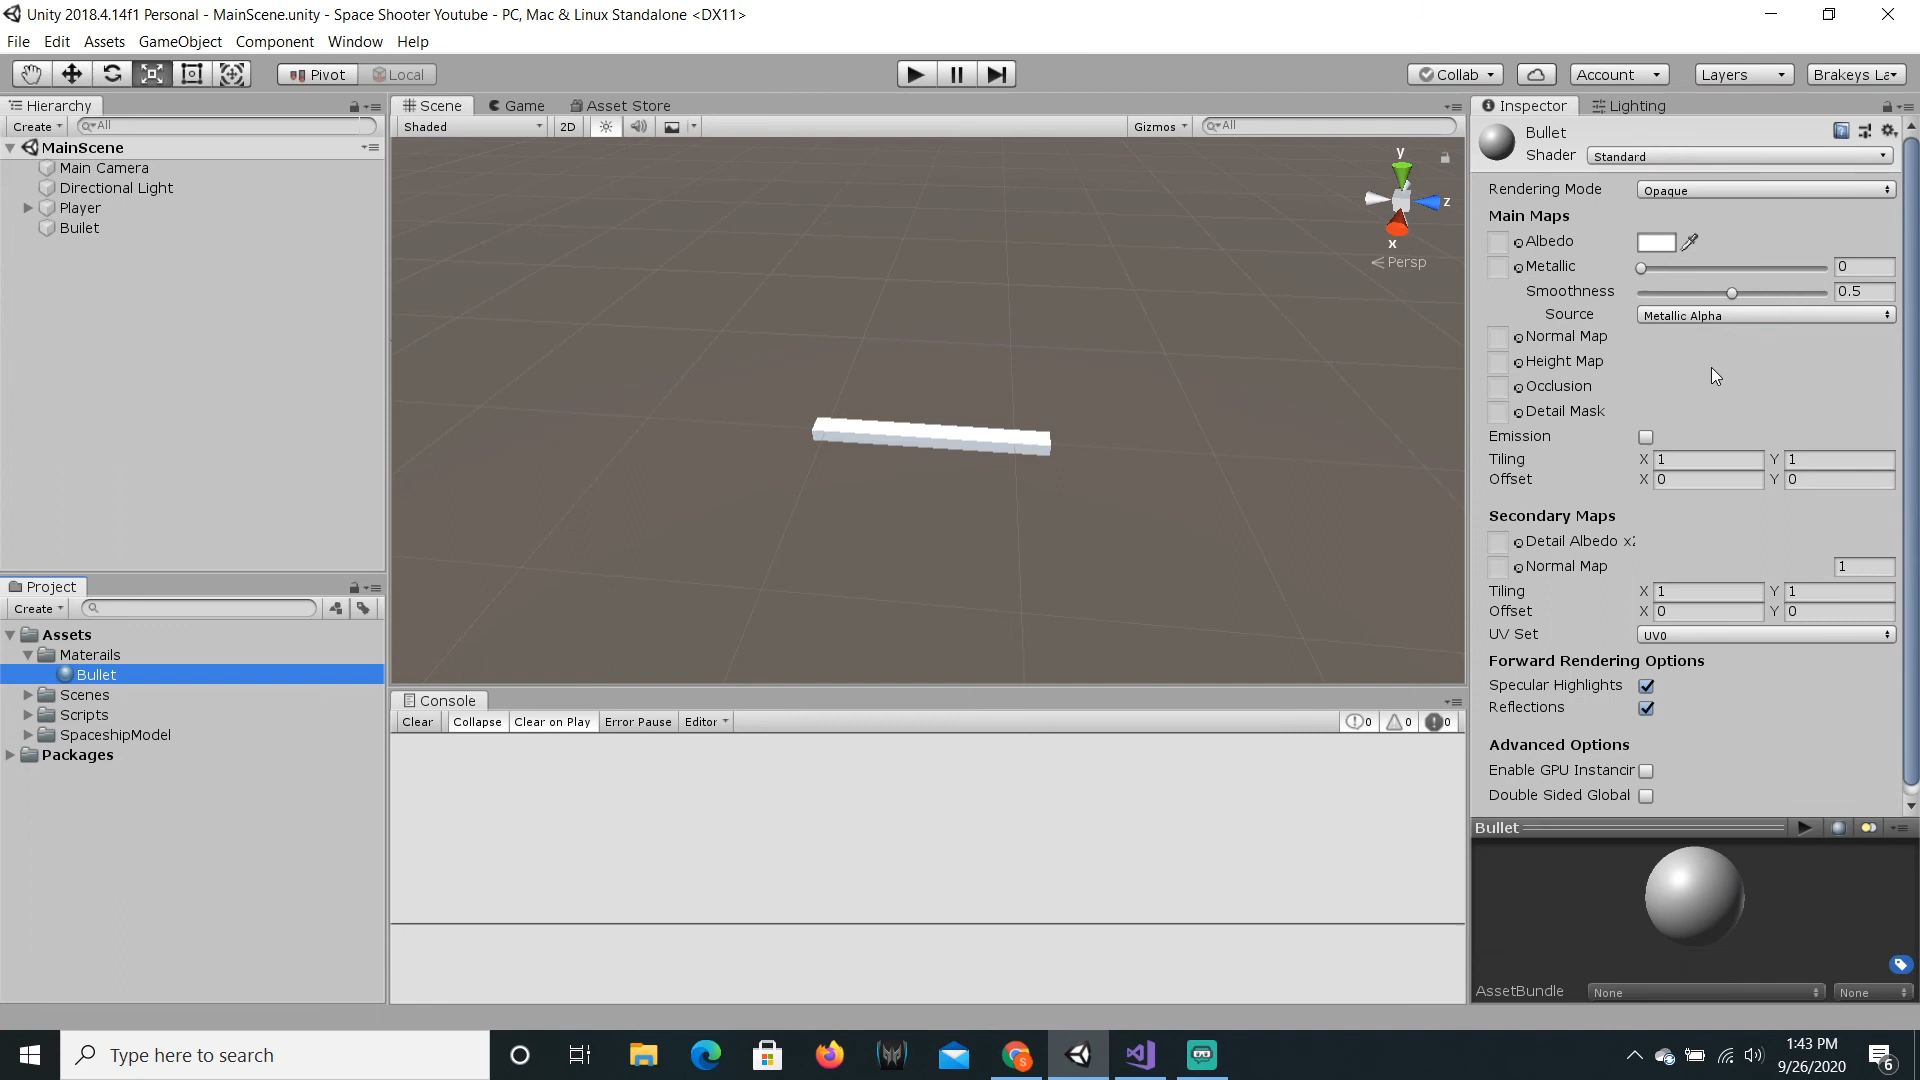 Unity 2018.4.14f1 Personal - MainScene.unity - Space Shooter Youtube - PC, Mac & Linux Standalone <DX11>
File Edit Assets GameObject Component Window Help
Pivot Local Collab Account Layers Brakeys La
Hierarchy
Create All
MainScene
Main Camera
Directional Light
Player
Builet
Project
Create
Assets
Materails
Bullet
Scenes
Scripts
SpaceshipModel
Packages
Scene Game Asset Store
Shaded 2D Gizmos All
y
z
x
Persp
Console
Clear Collapse Clear on Play Error Pause Editor 0 0 0
Inspector Lighting
Bullet
Shader Standard
Rendering Mode Opaque
Main Maps
Albedo
Metallic 0
Smoothness 0.5
Source Metallic Alpha
Normal Map
Height Map
Occlusion
Detail Mask
Emission
Tiling X 1 Y 1
Offset X 0 Y 0
Secondary Maps
Detail Albedo x2
Normal Map 1
Tiling X 1 Y 1
Offset X 0 Y 0
UV Set UV0
Forward Rendering Options
Specular Highlights
Reflections
Advanced Options
Enable GPU Instancin
Double Sided Global
Bullet
AssetBundle None None
Type here to search
1:43 PM
9/26/2020
6